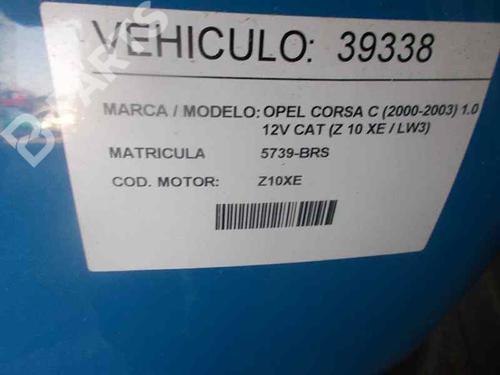 VEHICULO: 39338
MARCA / MODELO: OPEL CORSA C (2000-2003) 1.0
12V CAT (Z 10 XE / LW3)
MATRICULA 5739-BRS
COD. MOTOR: Z10XE